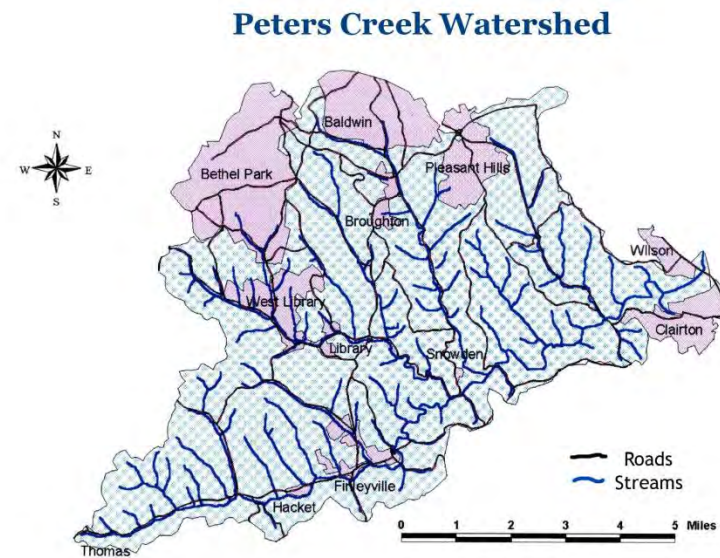 Peters Creek Watershed
N
W E
S
Baldwin
Bethel Park
Pleasant Hills
Broughton
Wilson
West Library
Clairton
Library
Snowden
Roads
Streams
Finleyville
Hacket
0 1 2 3 4 5 Miles
Thomas